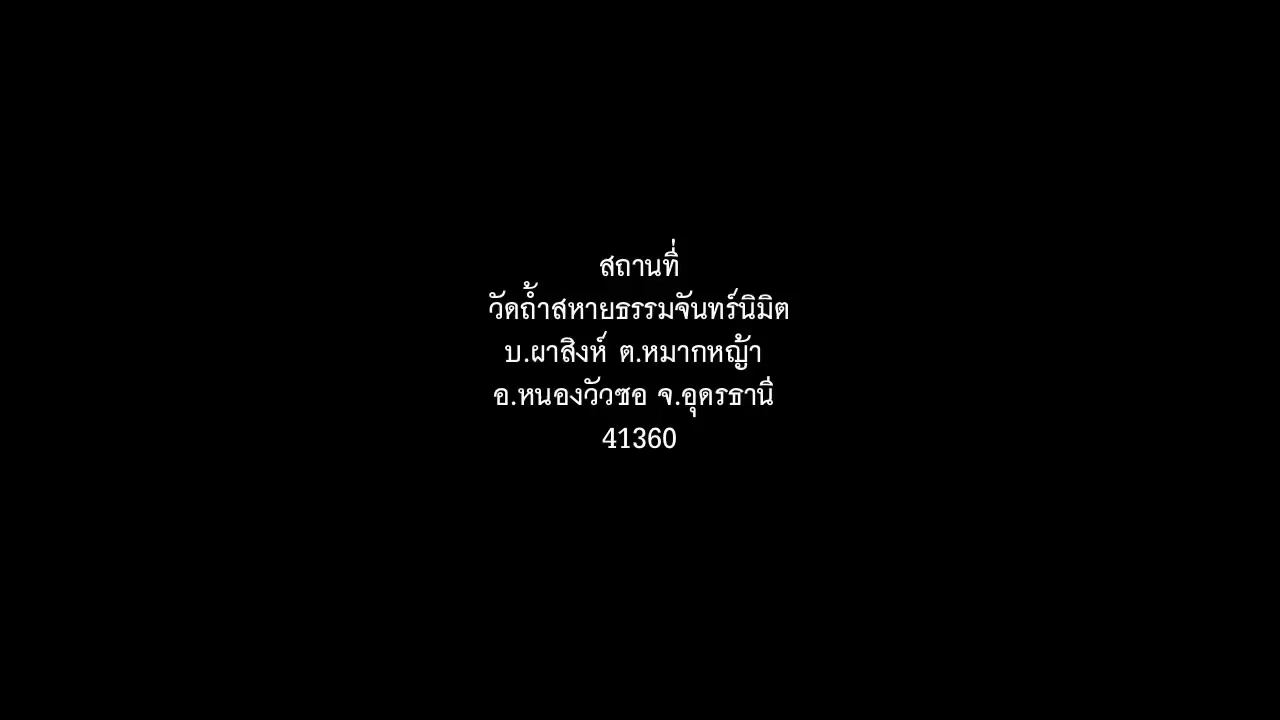 สถานที่
วัดถ้ำสหายธรรมจันทร์นิมิต
บ.ผาสิงห์ ต.หมากหญ้า
อ.หนองวัวซอ จ.อุดรธานี
41360